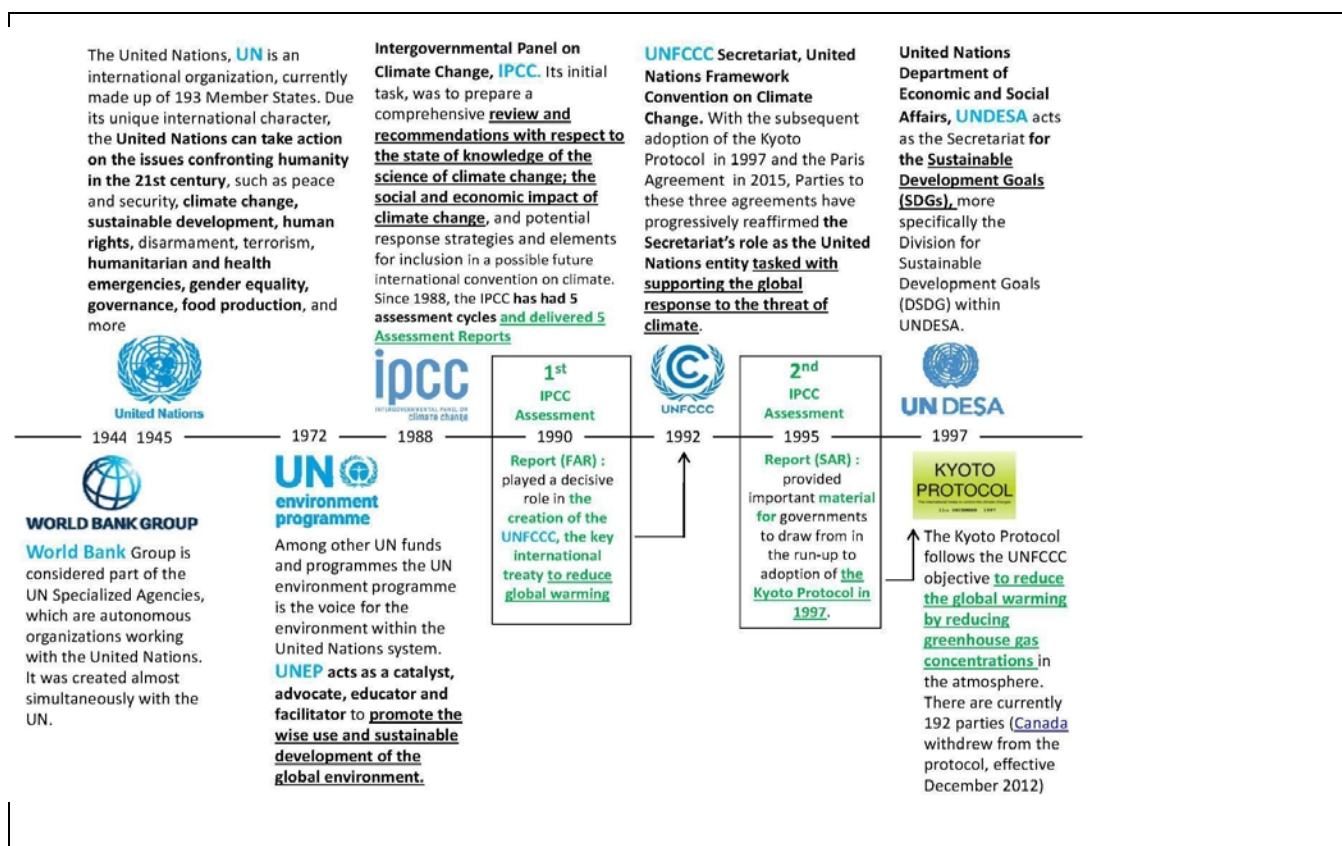 The United Nations, UN is an
international organization, currently
made up of 193 Member States. Due
its unique international character,
the United Nations can take action
on the issues confronting humanity
in the 21st century, such as peace
and security, climate change,
sustainable development, human
rights, disarmament, terrorism,
humanitarian and health
emergencies, gender equality,
governance, food production, and
more
United Nations
Intergovernmental Panel on
Climate Change, IPCC. Its initial
task, was to prepare a
comprehensive review and
recommendations with respect to
the state of knowledge of the
science of climate change; the
social and economic impact of
climate change, and potential
response strategies and elements
for inclusion in a possible future
international convention on climate.
Since 1988, the IPCC has had 5
assessment cycles and delivered 5
Assessment Reports
ipcc
INTERGOVERNMENTAL PANEL ON
climate change
1st
IPCC
Assessment
UNFCCC Secretariat, United
Nations Framework
Convention on Climate
Change. With the subsequent
adoption of the Kyoto
Protocol in 1997 and the Paris
Agreement in 2015, Parties to
these three agreements have
progressively reaffirmed the
Secretariat's role as the United
Nations entity tasked with
supporting the global
response to the threat of
climate.
UNFCCC
2nd
IPCC
Assessment
United Nations
Department of
Economic and Social
Affairs, UNDESA acts
as the Secretariat for
the Sustainable
Development Goals
(SDGs), more
specifically the
Division for
Sustainable
Development Goals
(DSDG) within
UNDESA.
UN DESA
1944 1945 1972 1988 1990 1992 1995 1997
WORLD BANK GROUP
World Bank Group is
considered part of the
UN Specialized Agencies,
which are autonomous
organizations working
with the United Nations.
It was created almost
simultaneously with the
UN.
UN
environment
programme
Among other UN funds
and programmes the UN
environment programme
is the voice for the
environment within the
United Nations system.
UNEP acts as a catalyst,
advocate, educator and
facilitator to promote the
wise use and sustainable
development of the
global environment.
Report (FAR) :
played a decisive
role in the
creation of the
UNFCCC, the key
international
treaty to reduce
global warming
Report (SAR) :
provided
important material
for governments
to draw from in
the run-up to
adoption of the
Kyoto Protocol in
1997.
KYOTO
PROTOCOL
The Kyoto Protocol
follows the UNFCCC
objective to reduce
the global warming
by reducing
greenhouse gas
concentrations in
the atmosphere.
There are currently
192 parties (Canada
withdrew from the
protocol, effective
December 2012)